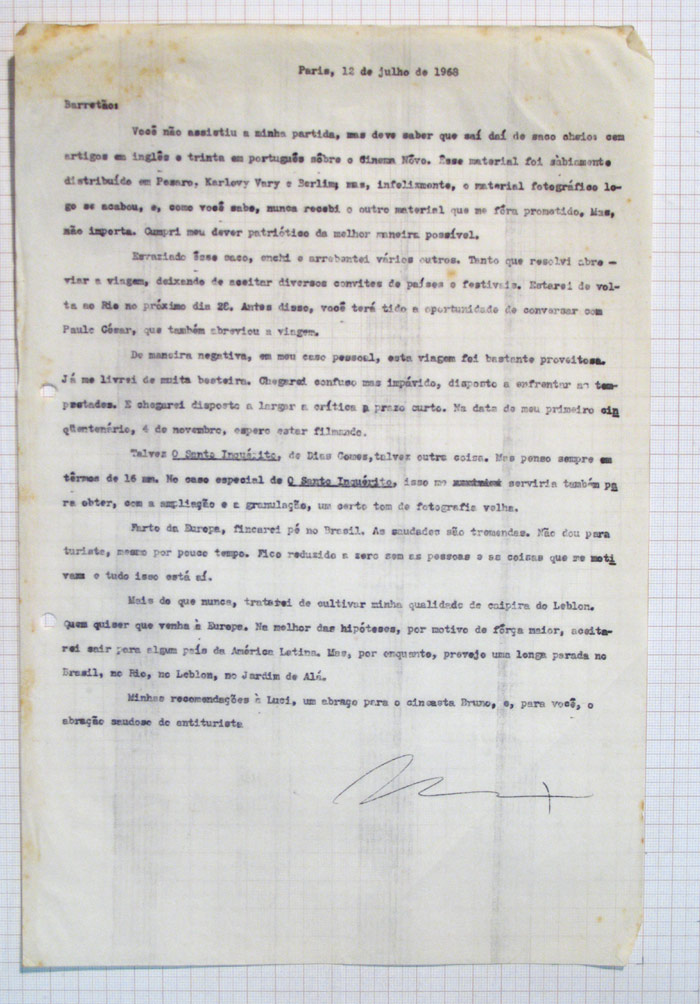 Paris, 12 de julho de 1968
Barretão:
Você não assistiu a minha partida, mas deve saber que saí daí de saco cheio: cem
artigos em inglês e trinta em português sôbre o Cinema Nôvo. Êsse material foi sàbiamente
distribuído em Pesaro, Karlovy Vary e Berlim; mas, infelizmente, o material fotográfico lo-
go se acabou, e, como você sabe, nunca recebi o outro material que me fôra prometido. Mas,
não importa. Cumpri meu dever patriótico da melhor maneira possível.
Esvaziado êsse saco, enchi e arrebentei vários outros. Tanto que resolvi abre-
viar a viagem, deixando de aceitar diversos convites de países e festivais. Estarei de vol-
ta ao Rio no próximo dia 28. Antes disso, você terá tido a oportunidade de conversar com
Paulo César, que também abreviou a viagem.
De maneira negativa, em meu caso pessoal, esta viagem foi bastante proveitosa.
Já me livrei de muita besteira. Chegarei confuso mas impávido, disposto a enfrentar as tem-
pestades. E chegarei disposto a largar a crítica a prazo curto. Na data do meu primeiro cin
qüentenário, 4 de novembro, espero estar filmando.
Talvez O Santo Inquérito, de Dias Gomes,talvez outra coisa. Mas penso sempre em
têrmos de 16 mm. No caso especial de O Santo Inquérito, isso me serviria também pa
ra obter, com a ampliação e a granulação, um certo tom de fotografia velha.
Farto da Europa, fincarei pé no Brasil. As saudades são tremendas. Não dou para
turista, mesmo por pouco tempo. Fico reduzido a zero sem as pessoas e as coisas que me moti
vam e tudo isso está aí.
Mais do que nunca, tratarei de cultivar minha qualidade de caipira do Leblon.
Quem quiser que venha à Europa. Na melhor das hipóteses, por motivo de fôrça maior, aceita-
rei sair para algum país da América Latina. Mas, por enquanto, prevejo uma longa parada no
Brasil, no Rio, no Leblon, no Jardim de Alá.
Minhas recomendações à Luci, um abraço para o cineasta Bruno, e, para você, o
abração saudoso do antiturista